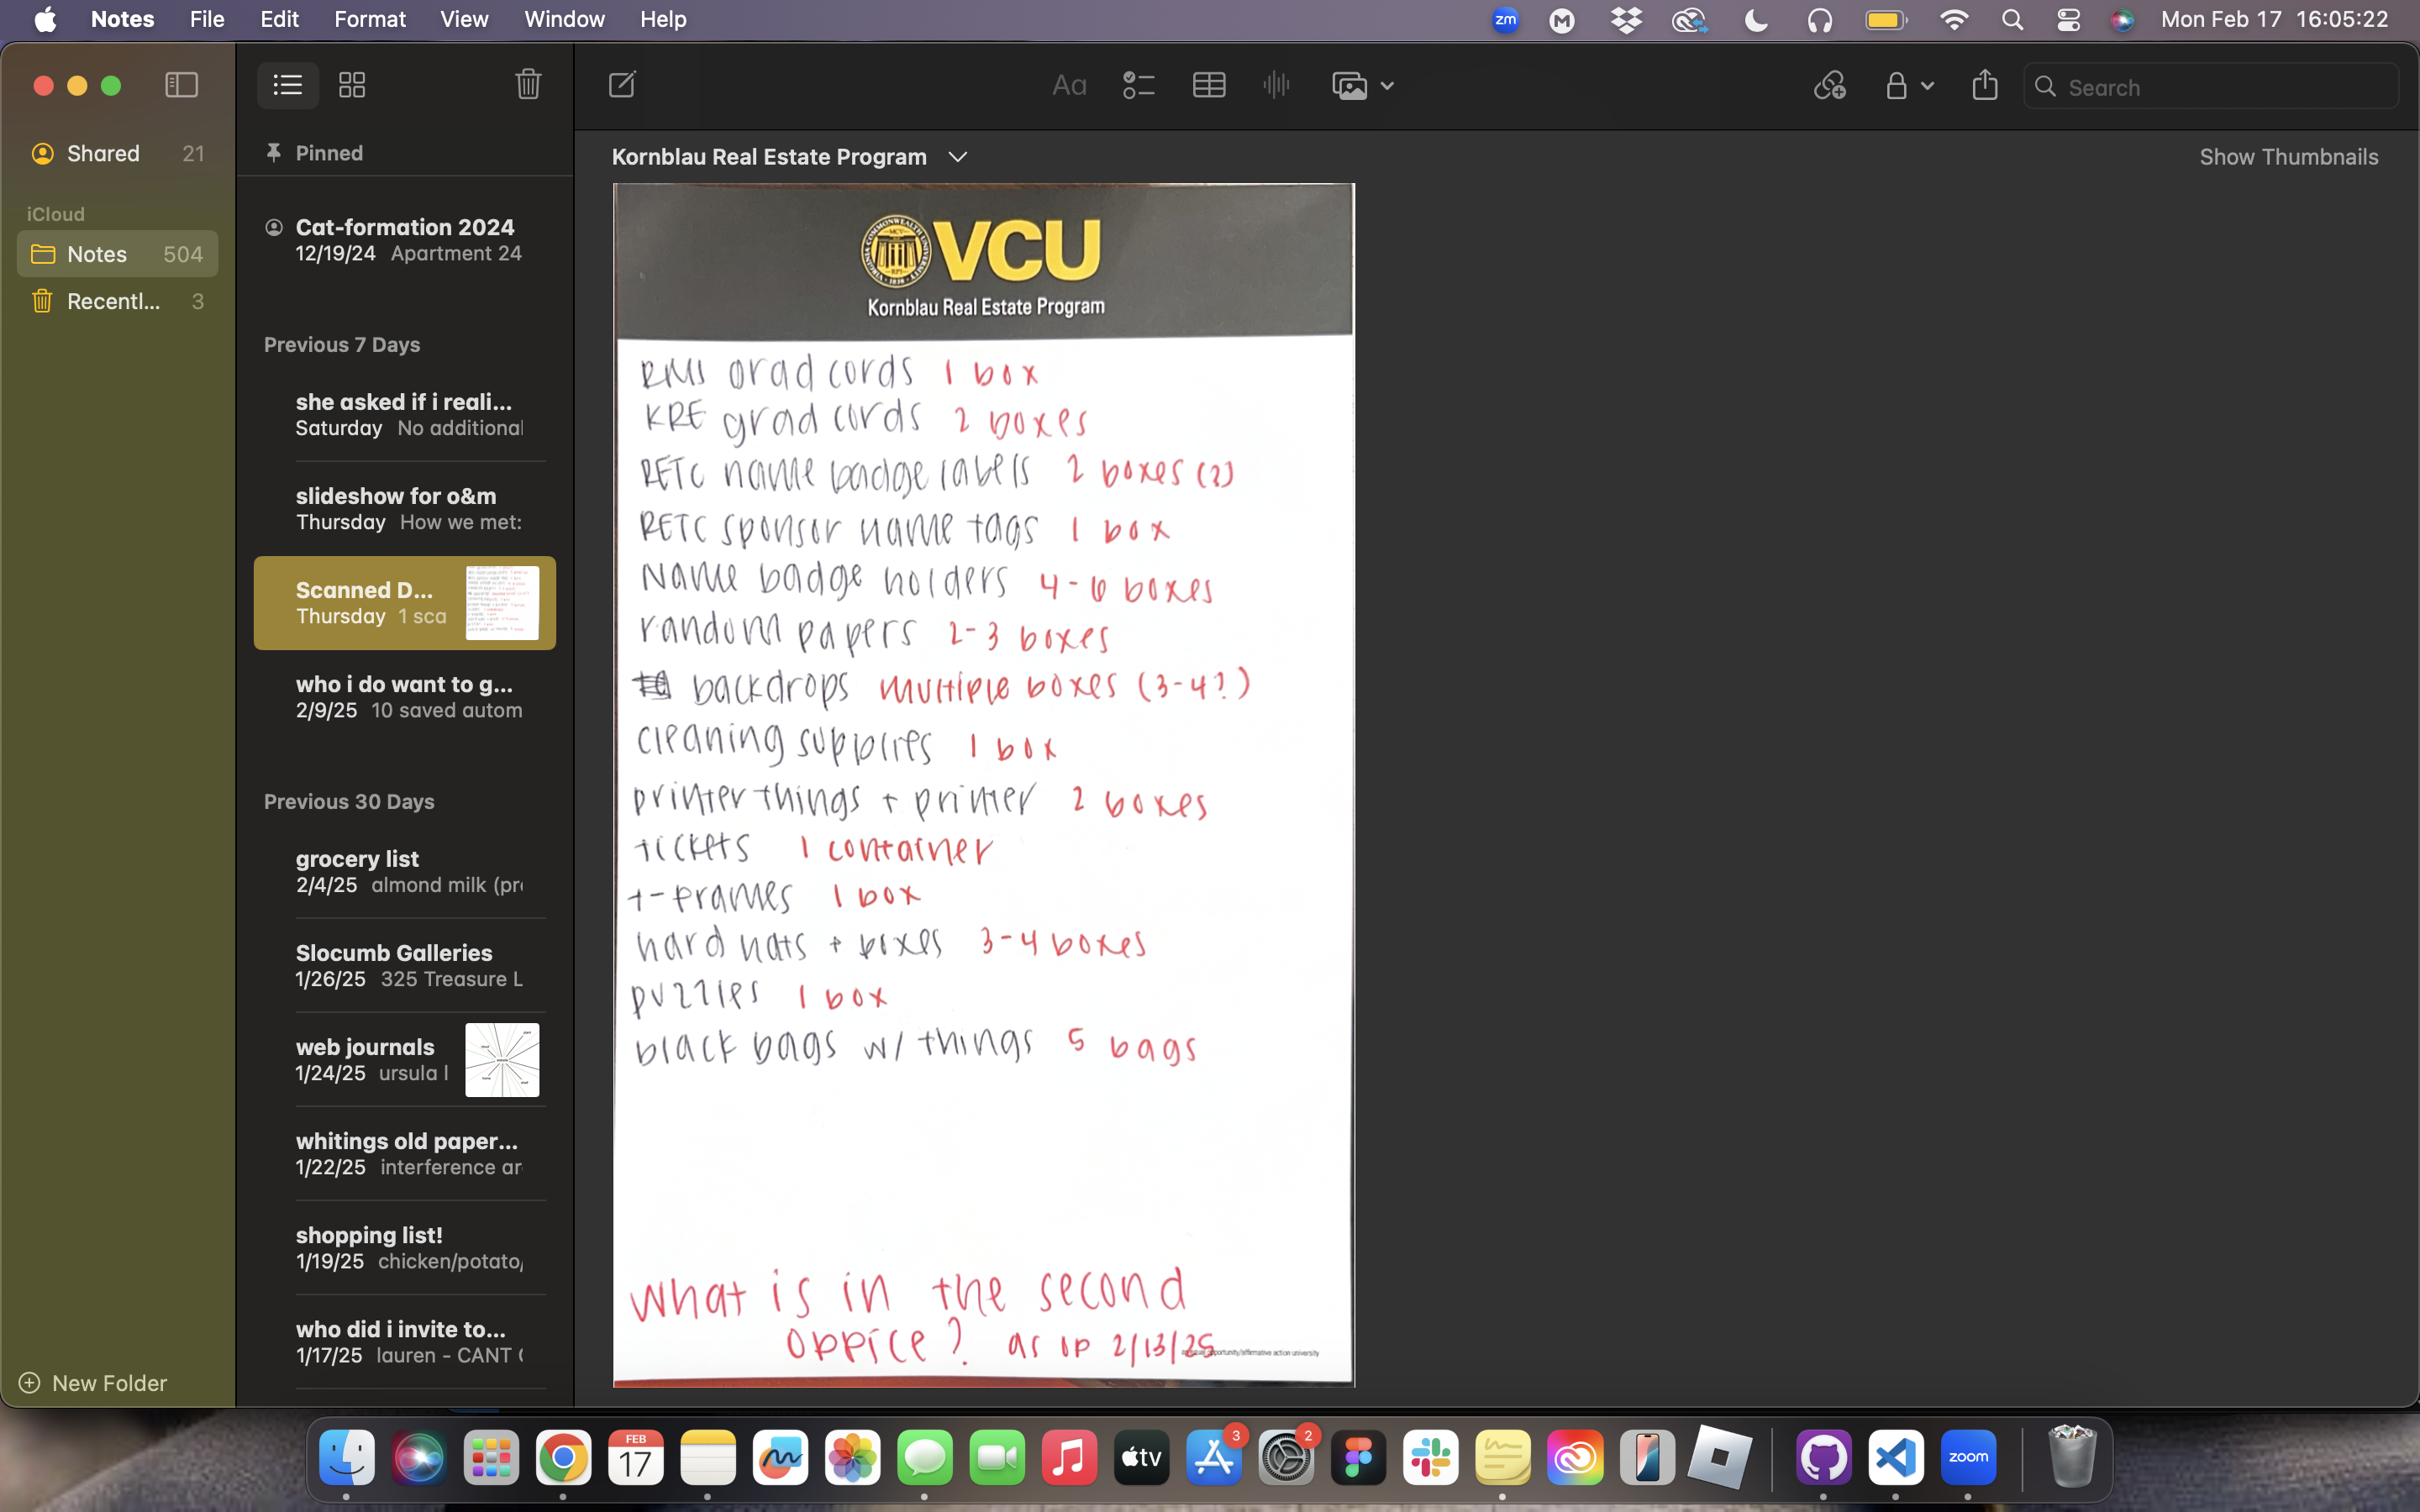 Notes File Edit Format View Window Help zm Mon Feb 17 16:05:22
Shared 21
iCloud
Notes 504
Recentl... 3
New Folder
Pinned
Cat-formation 2024
12/19/24 Apartment 24
Previous 7 Days
she asked if i reali...
Saturday No additional
slideshow for o&m
Thursday How we met:
Scanned D...
Thursday 1 sca
who i do want to g...
2/9/25 10 saved autom
Previous 30 Days
grocery list
2/4/25 almond milk (pr
Slocumb Galleries
1/26/25 325 Treasure L
web journals
1/24/25 ursula l
whitings old paper...
1/22/25 interference ar
shopping list!
1/19/25 chicken/potato,
who did i invite to...
1/17/25 lauren - CANT
Aa
Search
Kornblau Real Estate Program
Show Thumbnails
VCU
Kornblau Real Estate Program
RMI grad cords 1 box
KRE grad cords 2 boxes
RETC name badge labels 2 boxes (?)
RETC sponsor name tags 1 box
Name badge holders 4-6 boxes
random papers 2-3 boxes
backdrops multiple boxes (3-4?)
cleaning supplies 1 box
printer things + printer 2 boxes
tickets 1 container
t-frames 1 box
hard hats + boxes 3-4 boxes
puzzles 1 box
black bags w/ things 5 bags
What is in the second
office? as of 2/13/25
opportunity/affirmative action university
FEB
17
tv
3
2
zoom